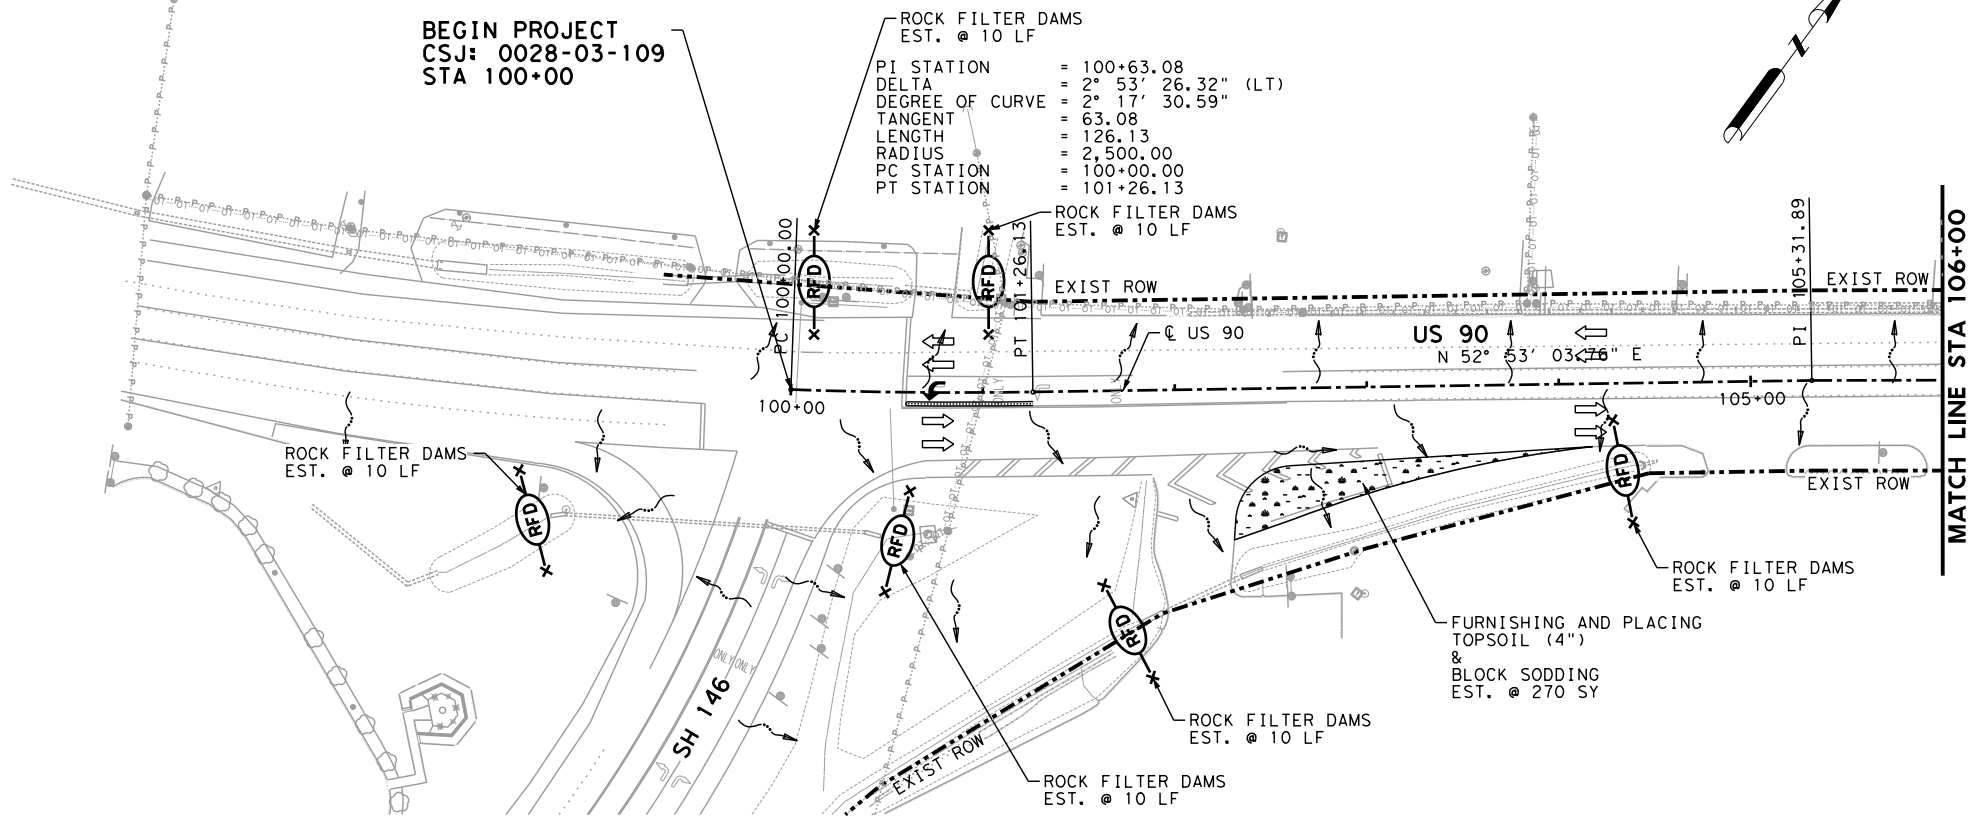 BEGIN PROJECT
CSJ: 0028-03-109
STA 100+00
ROCK FILTER DAMS
EST. @ 10 LF
PI STATION = 100+63.08
DELTA = 2° 53' 26.32" (LT)
DEGREE OF CURVE = 2° 17' 30.59"
TANGENT = 63.08
LENGTH = 126.13
RADIUS = 2,500.00
PC STATION = 100+00.00
PT STATION = 101+26.13
ROCK FILTER DAMS
EST. @ 10 LF
PC 100+00.00
RFD
RFD
PT 101+26.13
EXIST ROW
PI 105+31.89
EXIST ROW
MATCH LINE STA 106+00
℄ US 90
US 90
N 52° 53' 03.76" E
100+00
105+00
ONLY
ONLY
ROCK FILTER DAMS
EST. @ 10 LF
RFD
RFD
RFD
RFD
EXIST ROW
ROCK FILTER DAMS
EST. @ 10 LF
FURNISHING AND PLACING
TOPSOIL (4")
&
BLOCK SODDING
EST. @ 270 SY
ONLY ONLY
SH 146
EXIST ROW
ROCK FILTER DAMS
EST. @ 10 LF
ROCK FILTER DAMS
EST. @ 10 LF